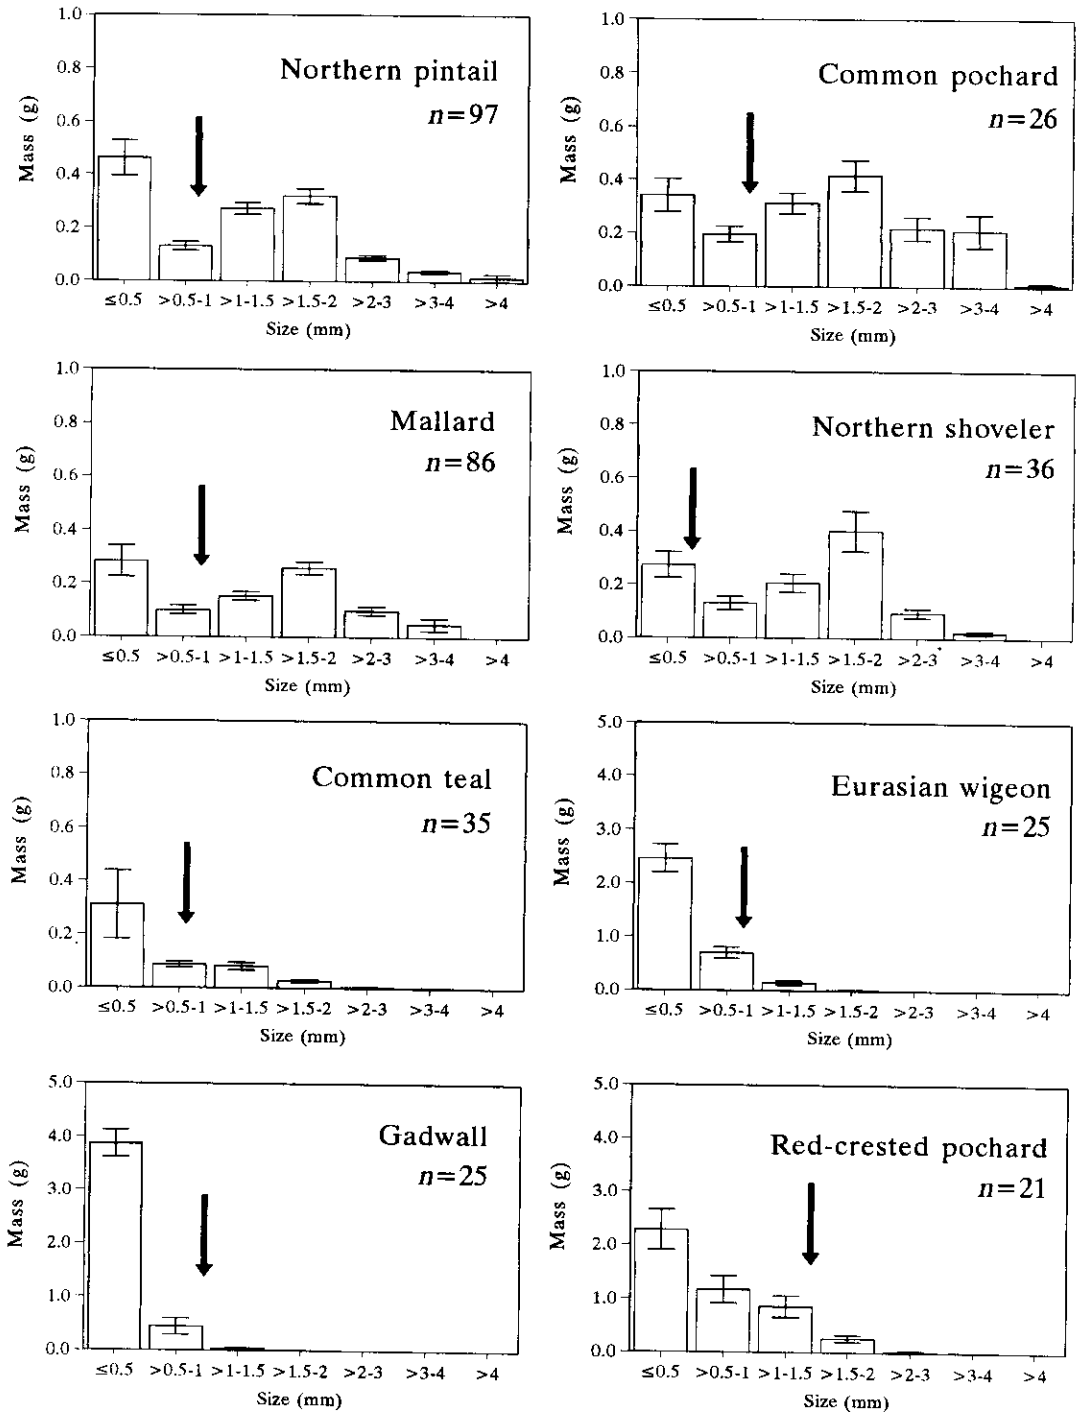 1.0
0.8
0.6
0.4
0.2
0.0
Mass (g)
Northern pintail
n=97
≤0.5 >0.5-1 >1-1.5 >1.5-2 >2-3 >3-4 >4
Size (mm)
1.0
0.8
0.6
0.4
0.2
0.0
Mass (g)
Common pochard
n=26
≤0.5 >0.5-1 >1-1.5 >1.5-2 >2-3 >3-4 >4
Size (mm)
1.0
0.8
0.6
0.4
0.2
0.0
Mass (g)
Mallard
n=86
≤0.5 >0.5-1 >1-1.5 >1.5-2 >2-3 >3-4 >4
Size (mm)
1.0
0.8
0.6
0.4
0.2
0.0
Mass (g)
Northern shoveler
n=36
≤0.5 >0.5-1 >1-1.5 >1.5-2 >2-3 >3-4 >4
Size (mm)
1.0
0.8
0.6
0.4
0.2
0.0
Mass (g)
Common teal
n=35
≤0.5 >0.5-1 >1-1.5 >1.5-2 >2-3 >3-4 >4
Size (mm)
5.0
4.0
3.0
2.0
1.0
0.0
Mass (g)
Eurasian wigeon
n=25
≤0.5 >0.5-1 >1-1.5 >1.5-2 >2-3 >3-4 >4
Size (mm)
5.0
4.0
3.0
2.0
1.0
0.0
Mass (g)
Gadwall
n=25
≤0.5 >0.5-1 >1-1.5 >1.5-2 >2-3 >3-4 >4
Size (mm)
5.0
4.0
3.0
2.0
1.0
0.0
Mass (g)
Red-crested pochard
n=21
≤0.5 >0.5-1 >1-1.5 >1.5-2 >2-3 >3-4 >4
Size (mm)